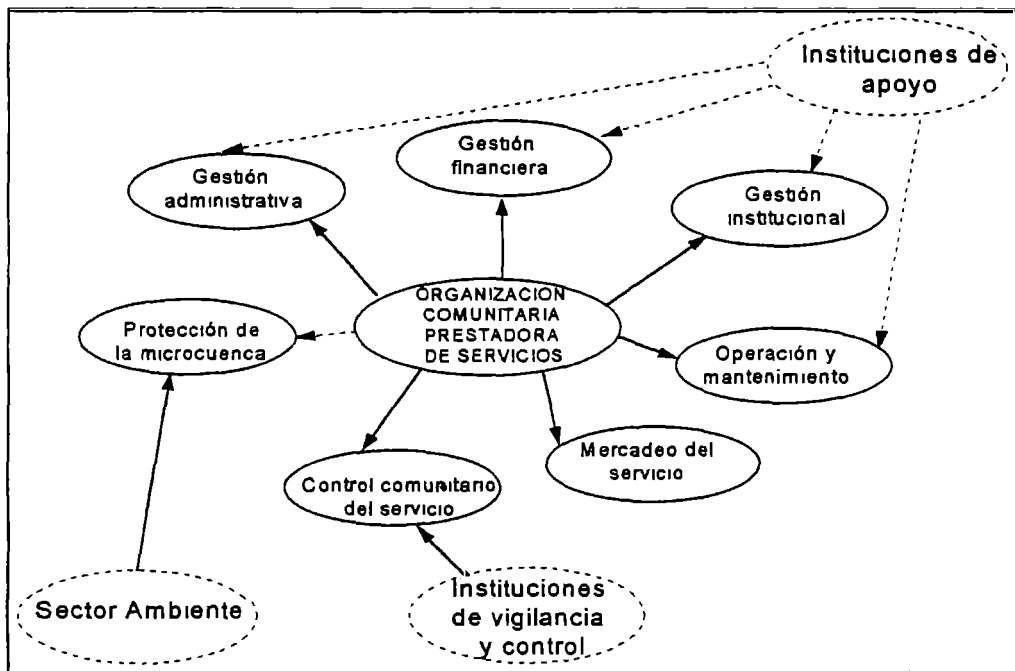 Instituciones de
apoyo
Gestión
financiera
Gestión
administrativa
Gestión
institucional
ORGANIZACION
COMUNITARIA
PRESTADORA
DE SERVICIOS
Protección de
la microcuenca
Operación y
mantenimiento
Mercadeo del
servicio
Control comunitario
del servicio
Sector Ambiente
Instituciones
de vigilancia
y control